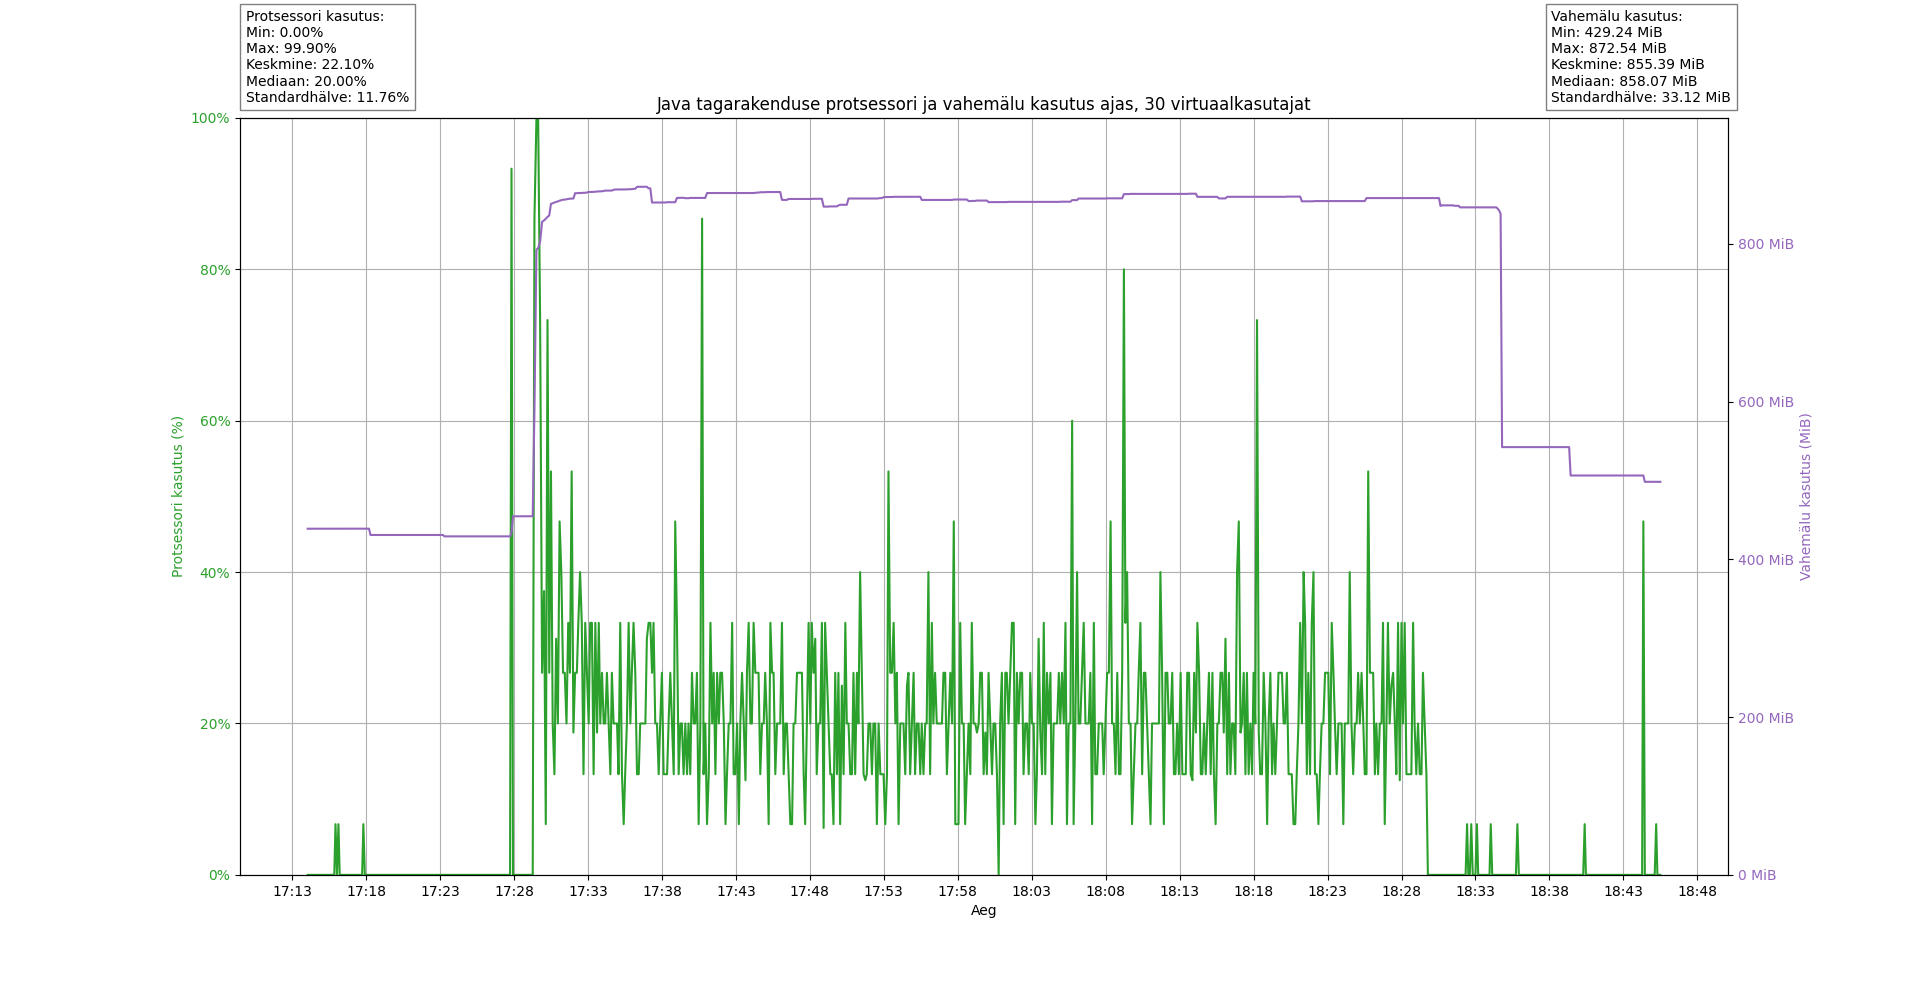 Protsessori kasutus:
Min: 0.00%
Max: 99.90%
Keskmine: 22.10%
Mediaan: 20.00%
Standardhälve: 11.76%
Vahemälu kasutus:
Min: 429.24 MiB
Max: 872.54 MiB
Keskmine: 855.39 MiB
Mediaan: 858.07 MiB
Standardhälve: 33.12 MiB
Java tagarakenduse protsessori ja vahemälu kasutus ajas, 30 virtuaalkasutajat
100%
80%
60%
40%
20%
0%
Protsessori kasutus (%)
800 MiB
600 MiB
400 MiB
200 MiB
0 MiB
Vahemälu kasutus (MiB)
17:13 17:18 17:23 17:28 17:33 17:38 17:43 17:48 17:53 17:58 18:03 18:08 18:13 18:18 18:23 18:28 18:33 18:38 18:43 18:48
Aeg